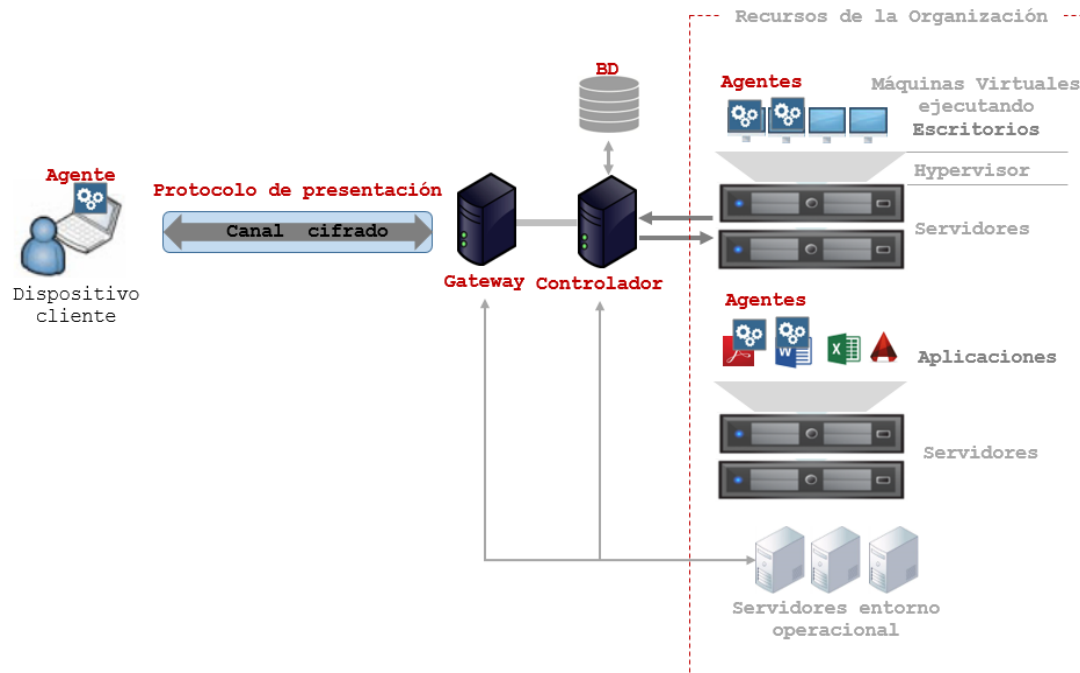 Recursos de la Organización
BD
Agentes
Máquinas Virtuales
ejecutando
Escritorios
Agente
Hypervisor
Protocolo de presentación
Canal cifrado
Servidores
Gateway
Controlador
Dispositivo
cliente
Agentes
W
X
Aplicaciones
Servidores
Servidores entorno
operacional